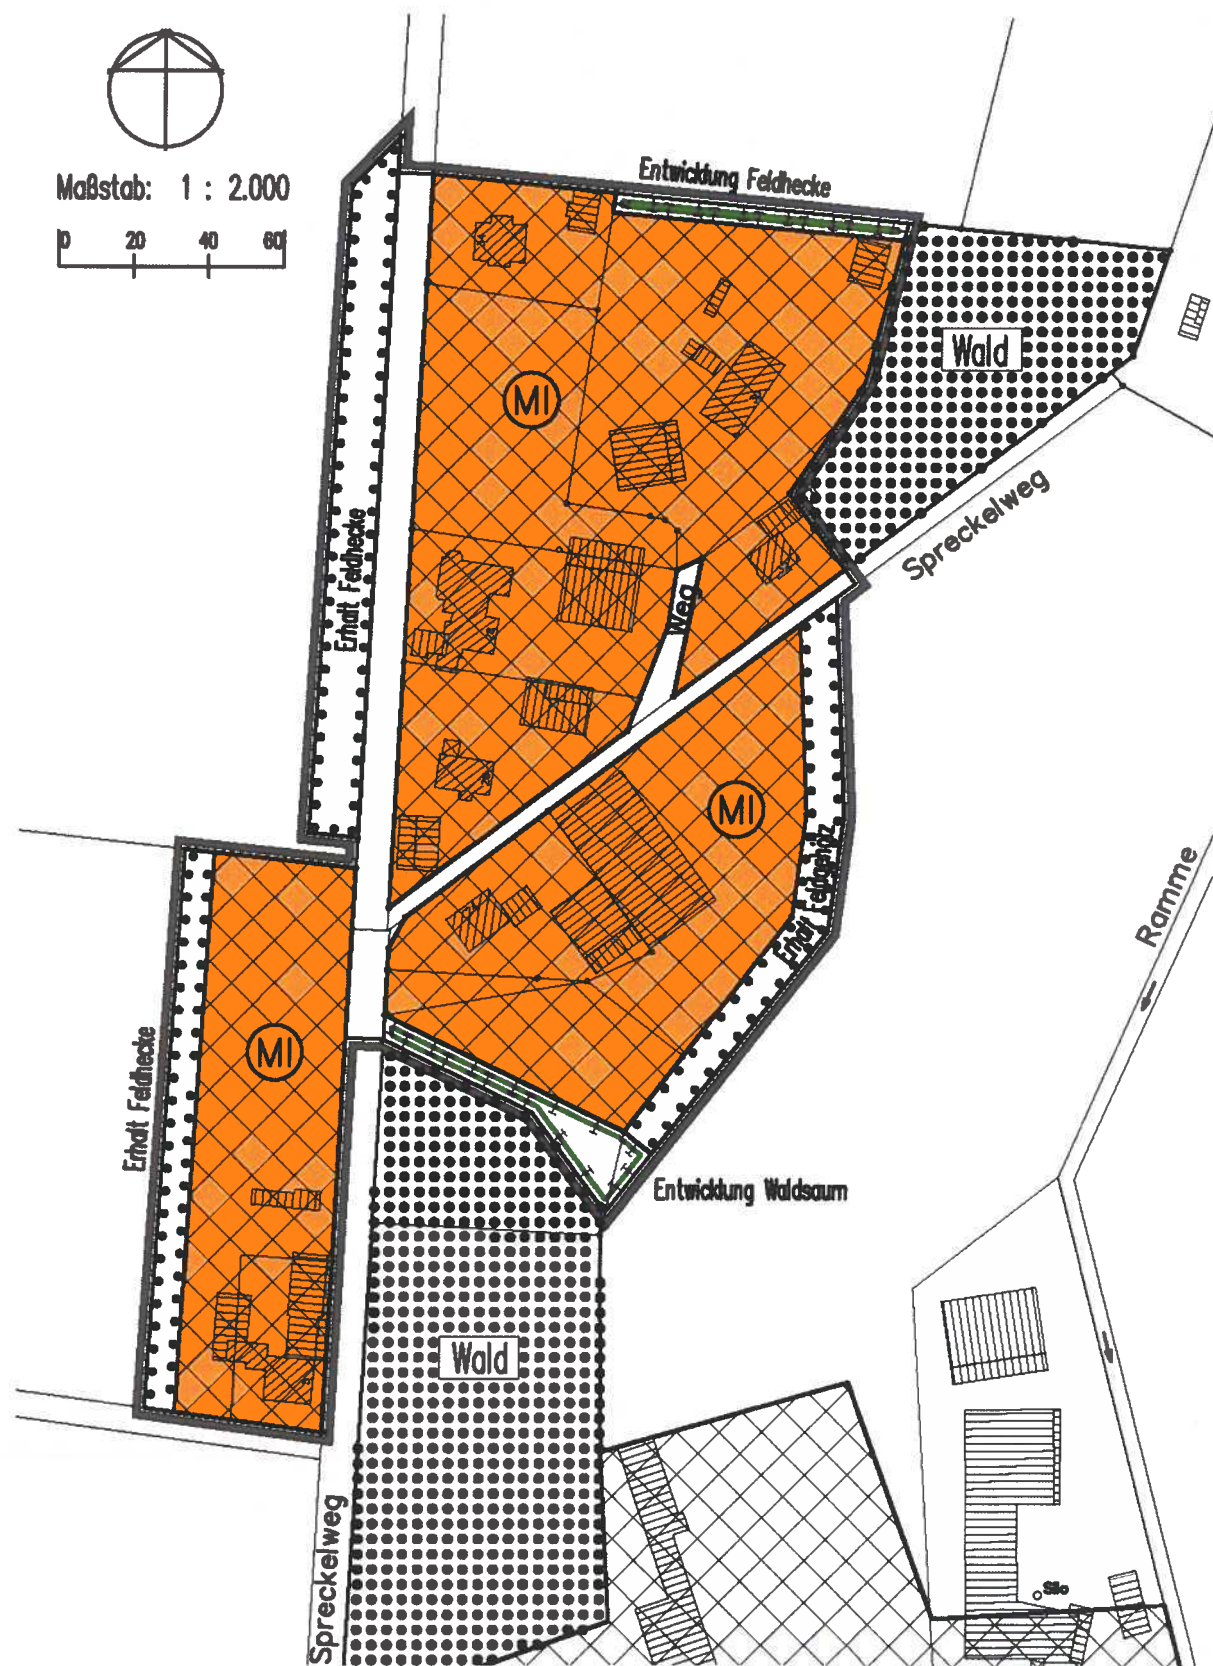 Maßstab: 1 : 2.000
0 20 40 60
Entwicklung Feldhecke
Wald
MI
Spreckelweg
Erhalt Feldhecke
Weg
MI
Erhalt Feldgehölz
Ramme
MI
Erhalt Feldhecke
Entwicklung Waldsaum
Wald
Spreckelweg
Silo